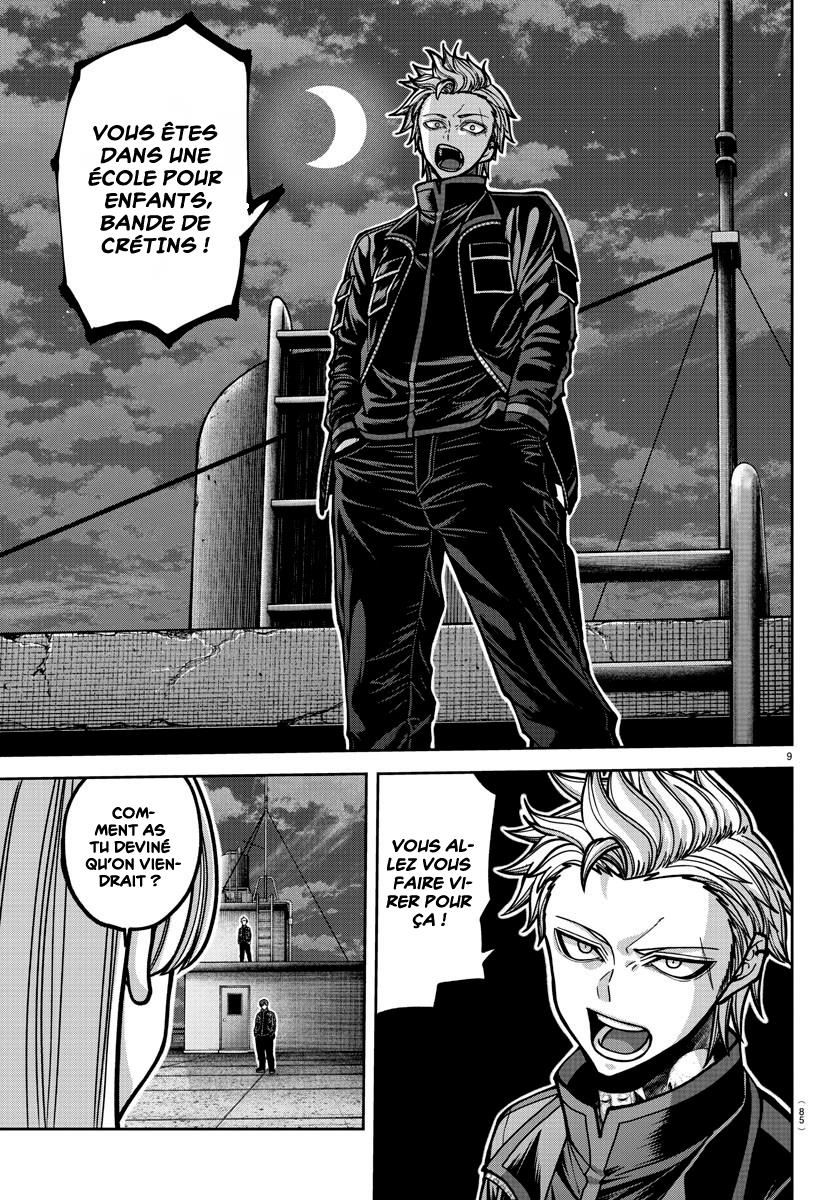 VOUS ÊTES
DANS UNE
ÉCOLE POUR
ENFANTS,
BANDE DE
CRÉTINS !
9
VOUS AL-
LEZ VOUS
FAIRE VI-
RER POUR
ÇA !
COM-
MENT AS
TU DEVINÉ
QU'ON VIEN-
DRAIT ?
(85)